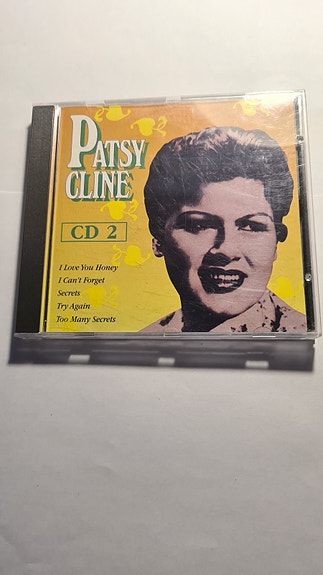 PATSY
CLINE
CD 2
I Love You Honey
I Can't Forget
Secrets
Try Again
Too Many Secrets